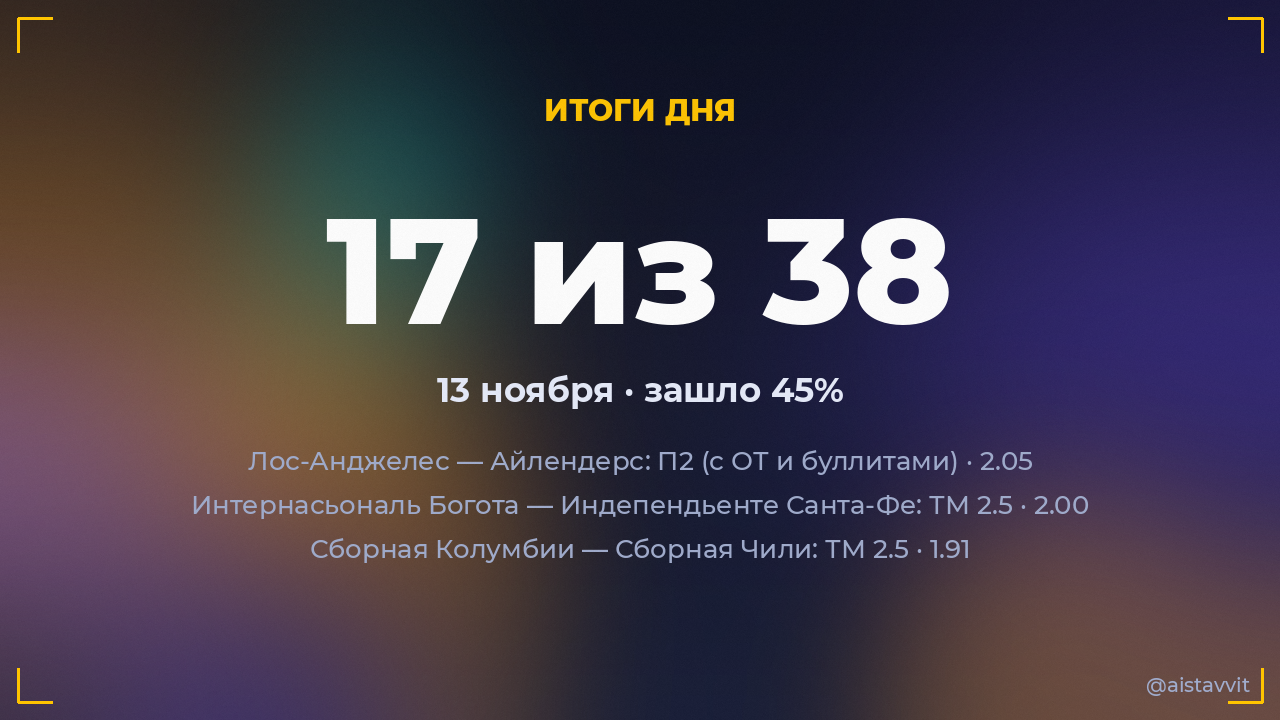 ИТОГИ ДНЯ
17 из 38
13 ноября · зашло 45%
Лос-Анджелес — Айлендерс: П2 (с ОТ и буллитами) · 2.05
Интернасьональ Богота — Индепендьенте Санта-Фе: ТМ 2.5 · 2.00
Сборная Колумбии — Сборная Чили: ТМ 2.5 · 1.91
@aistavvit